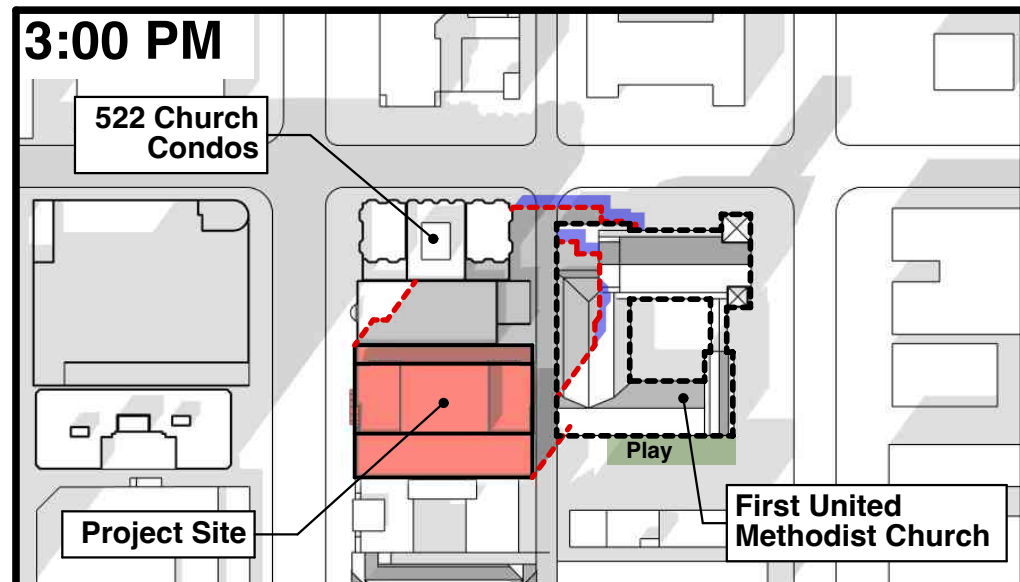 3:00 PM
522 Church
Condos
Play
Project Site
First United
Methodist Church